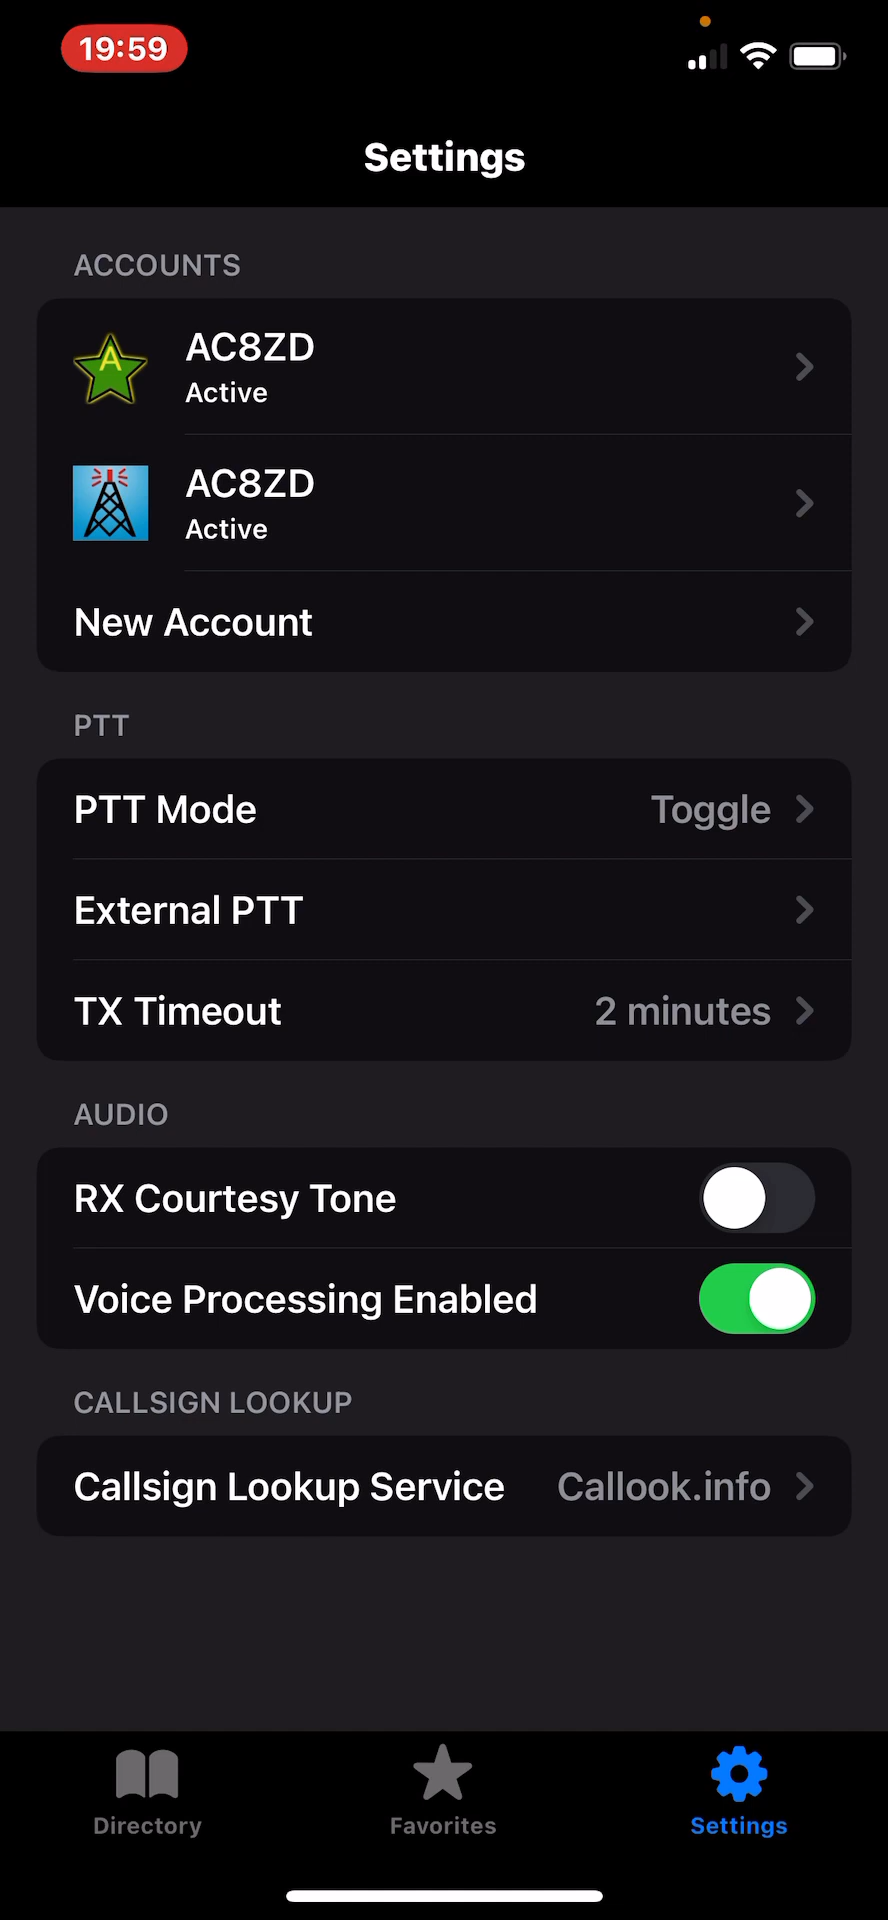 19:59
Settings
ACCOUNTS
A
AC8ZD
Active
AC8ZD
Active
New Account
PTT
PTT Mode Toggle
External PTT
TX Timeout 2 minutes
AUDIO
RX Courtesy Tone
Voice Processing Enabled
CALLSIGN LOOKUP
Callsign Lookup Service Callook.info
Directory Favorites Settings